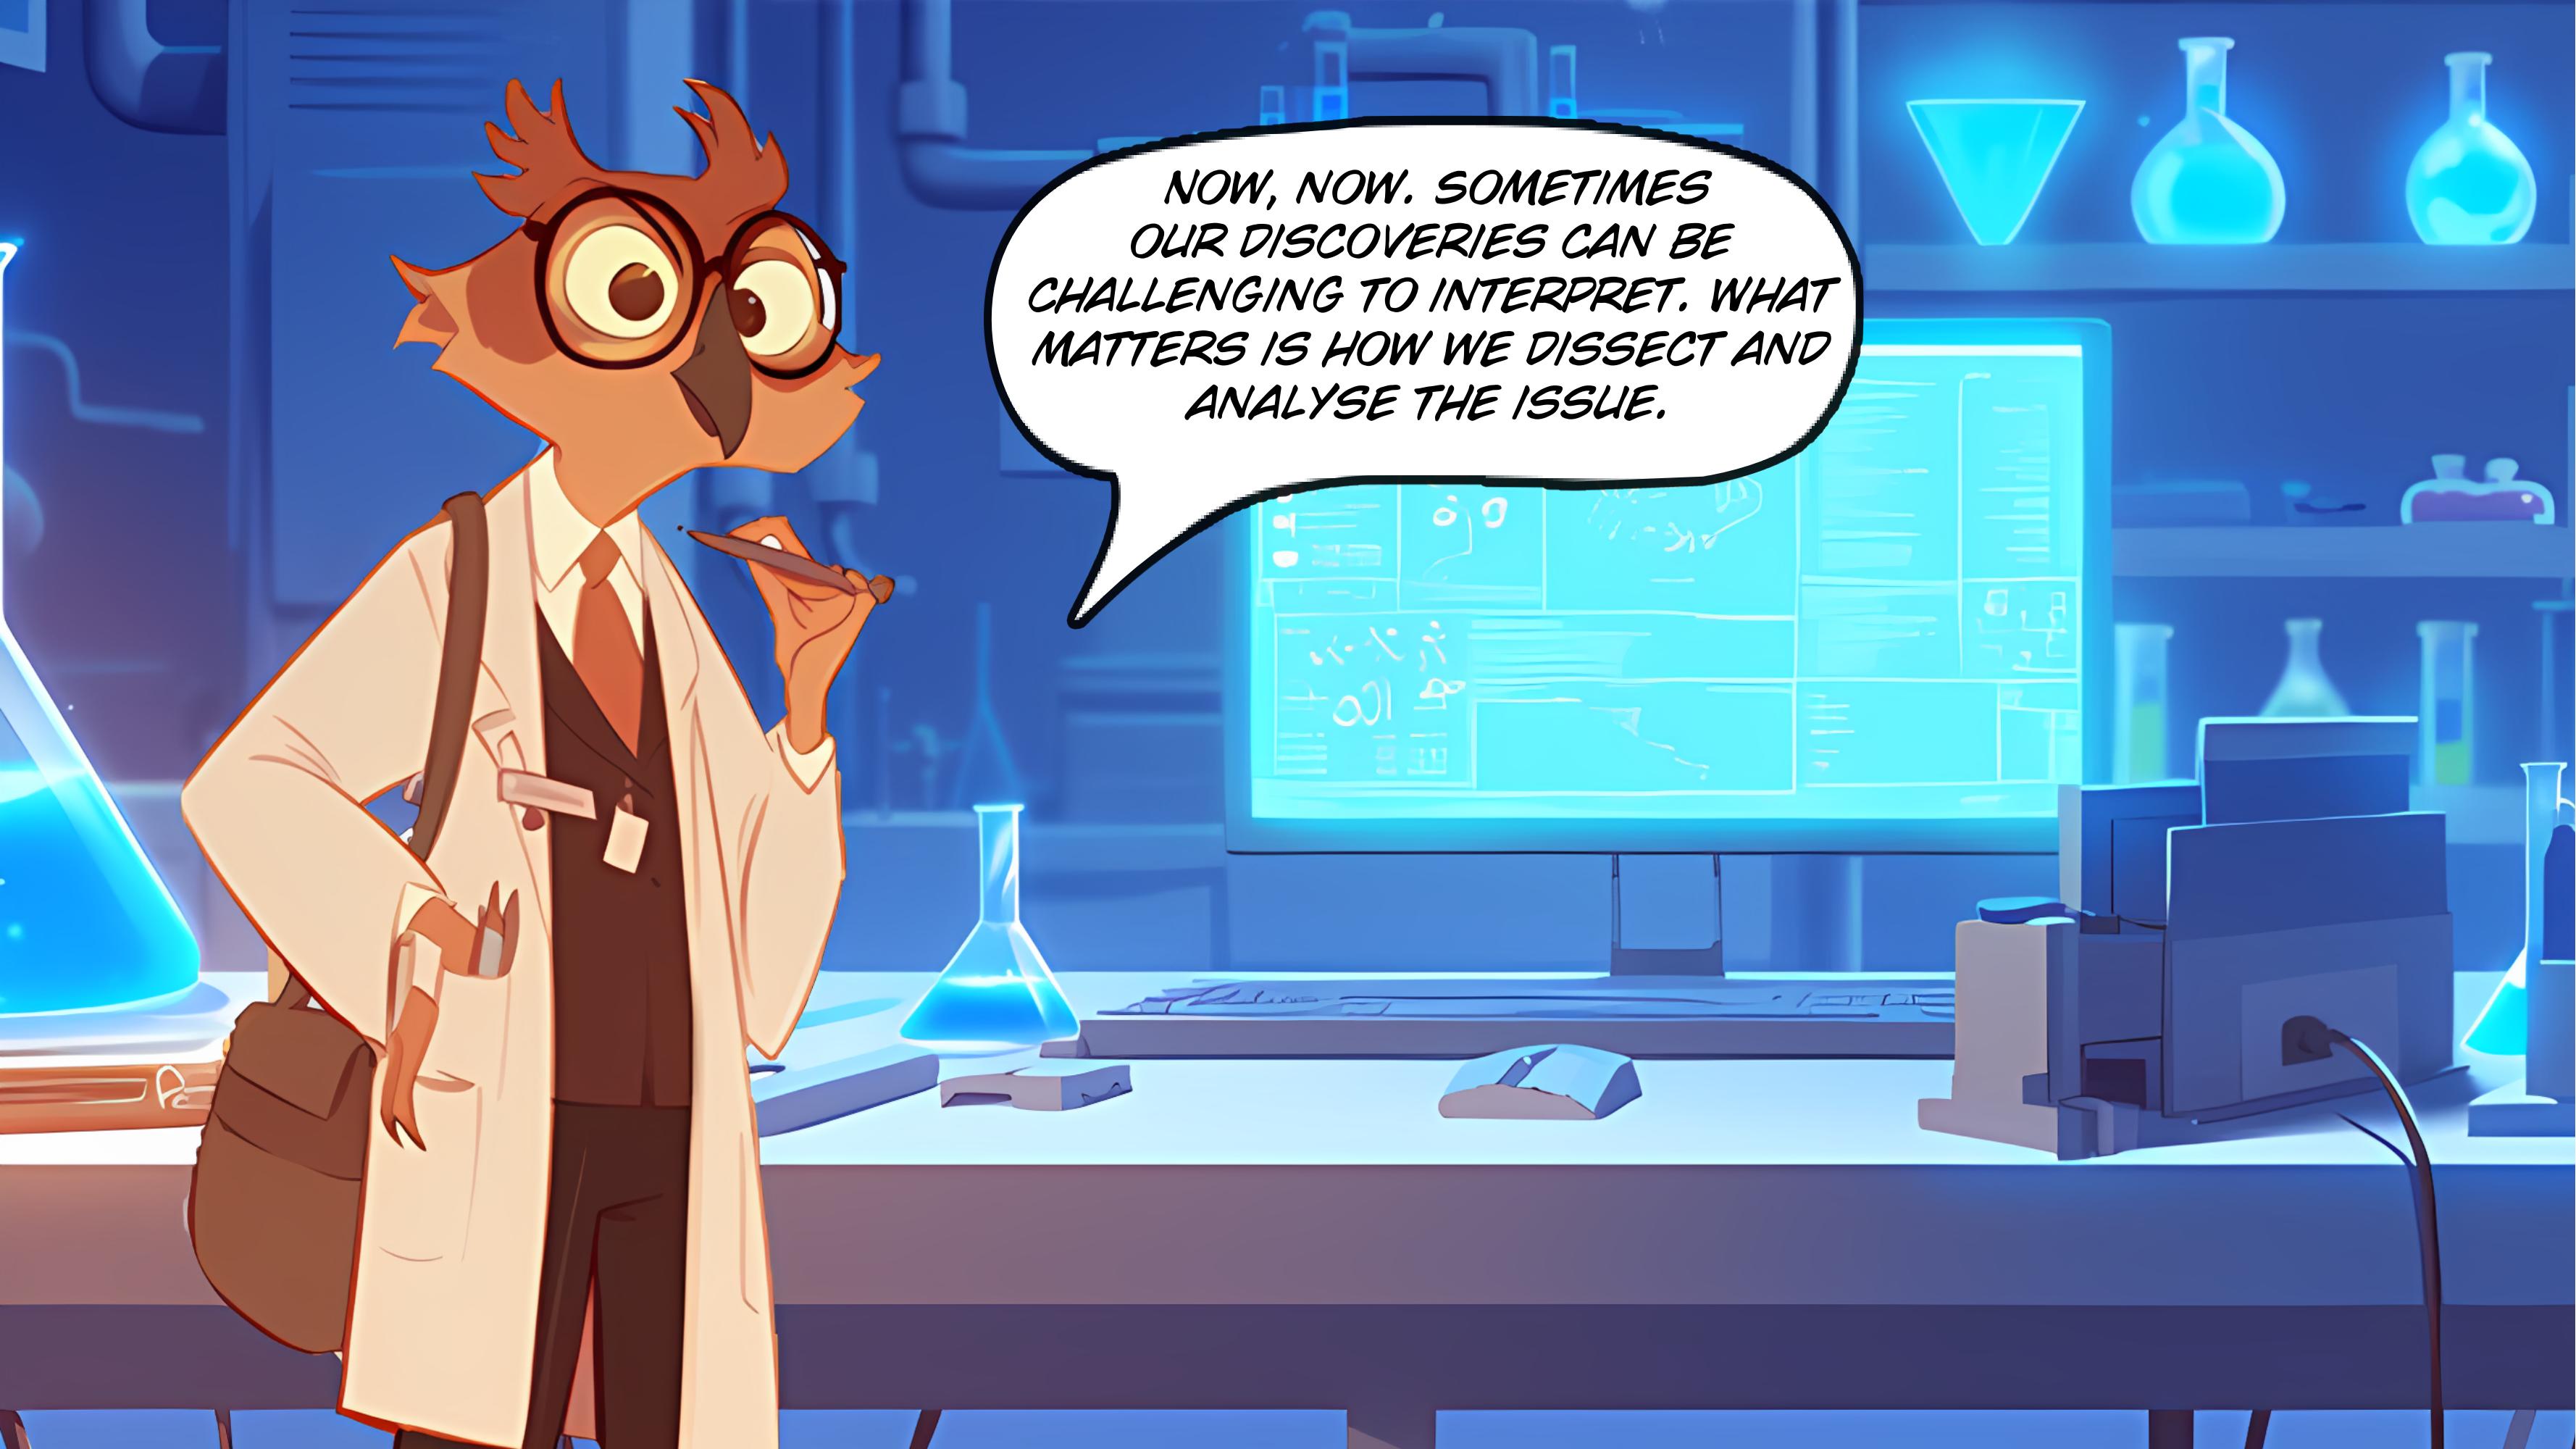 NOW, NOW. SOMETIMES
OUR DISCOVERIES CAN BE
CHALLENGING TO INTERPRET. WHAT
MATTERS IS HOW WE DISSECT AND
ANALYSE THE ISSUE.